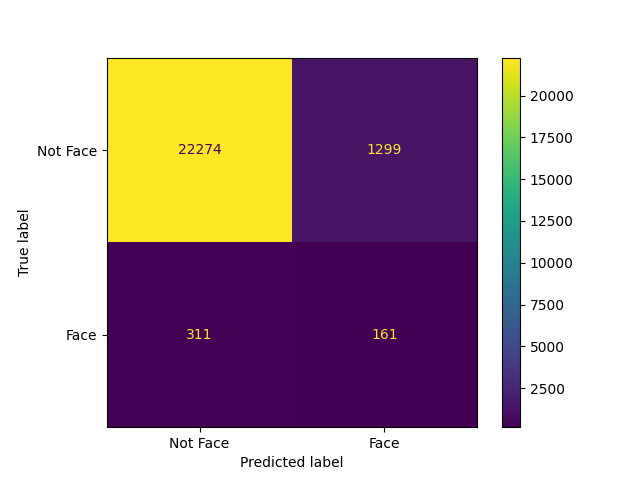 Not Face
Face
True label
22274
1299
311
161
Not Face
Face
Predicted label
20000
17500
15000
12500
10000
7500
5000
2500